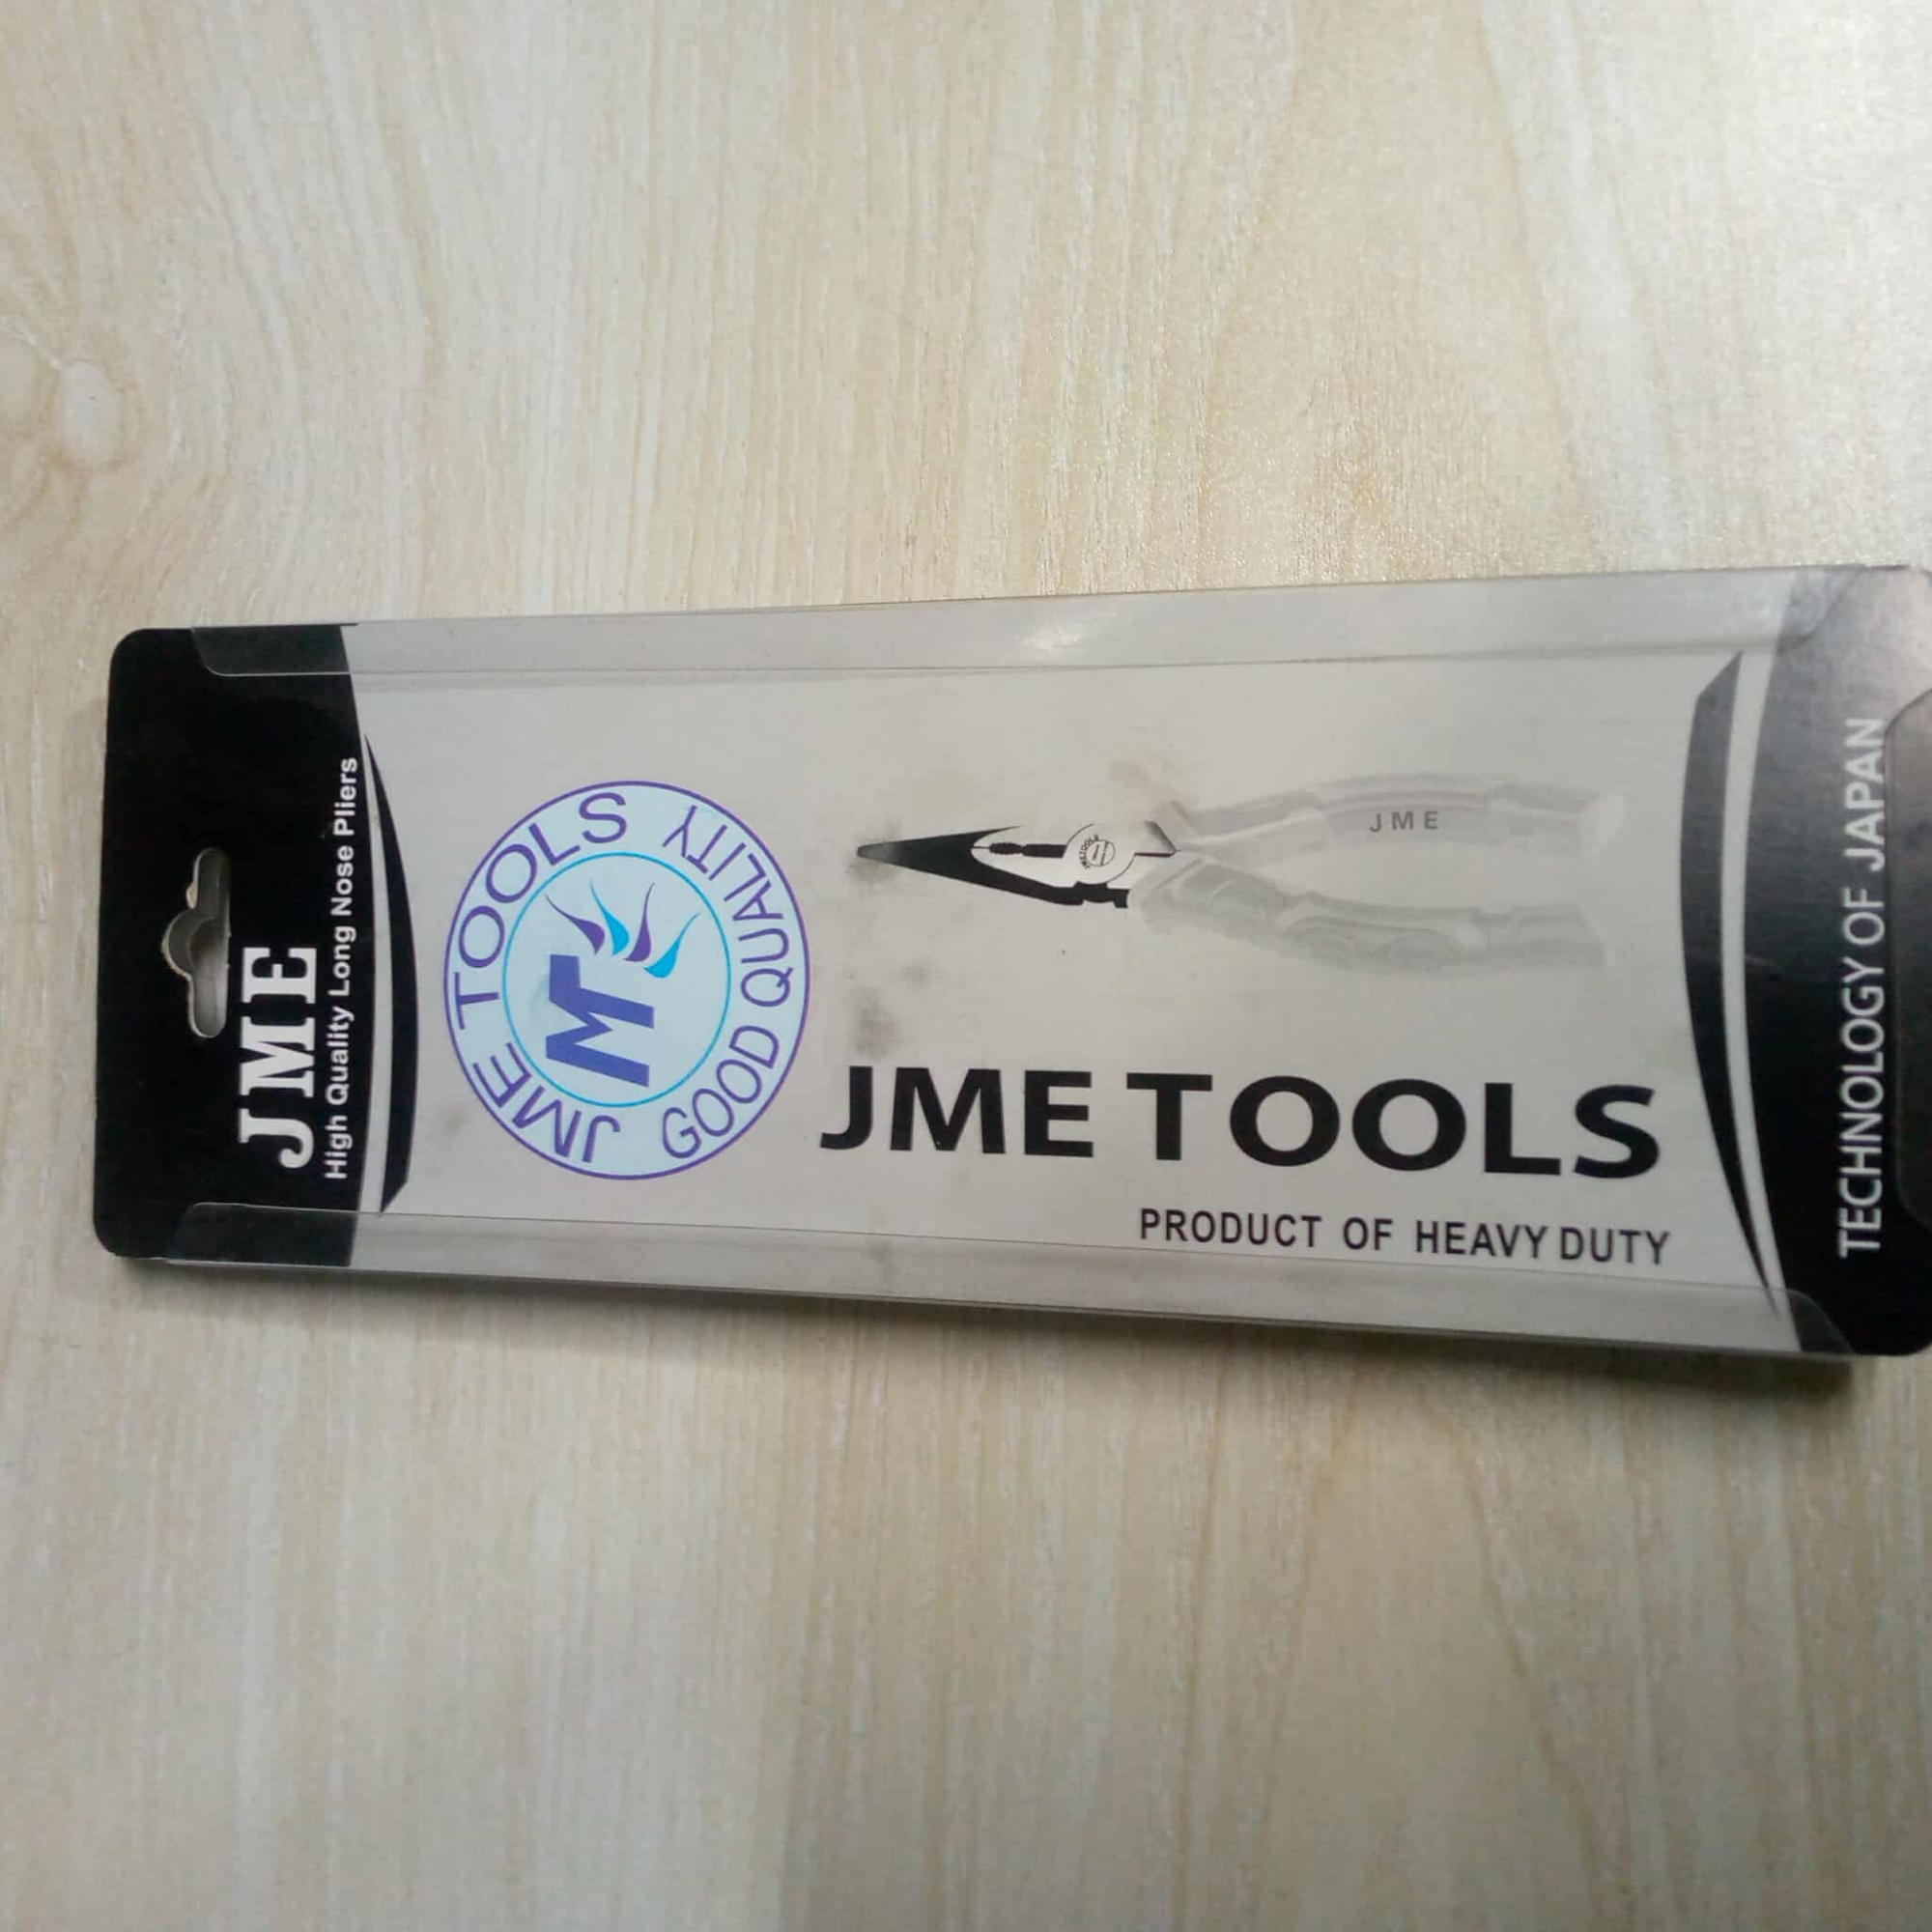 JME
High Quality Long Nose Pliers
JME TOOLS
GOOD QUALITY
M
JME
JME TOOLS
PRODUCT OF HEAVY DUTY
TECHNOLOGY OF JAPAN